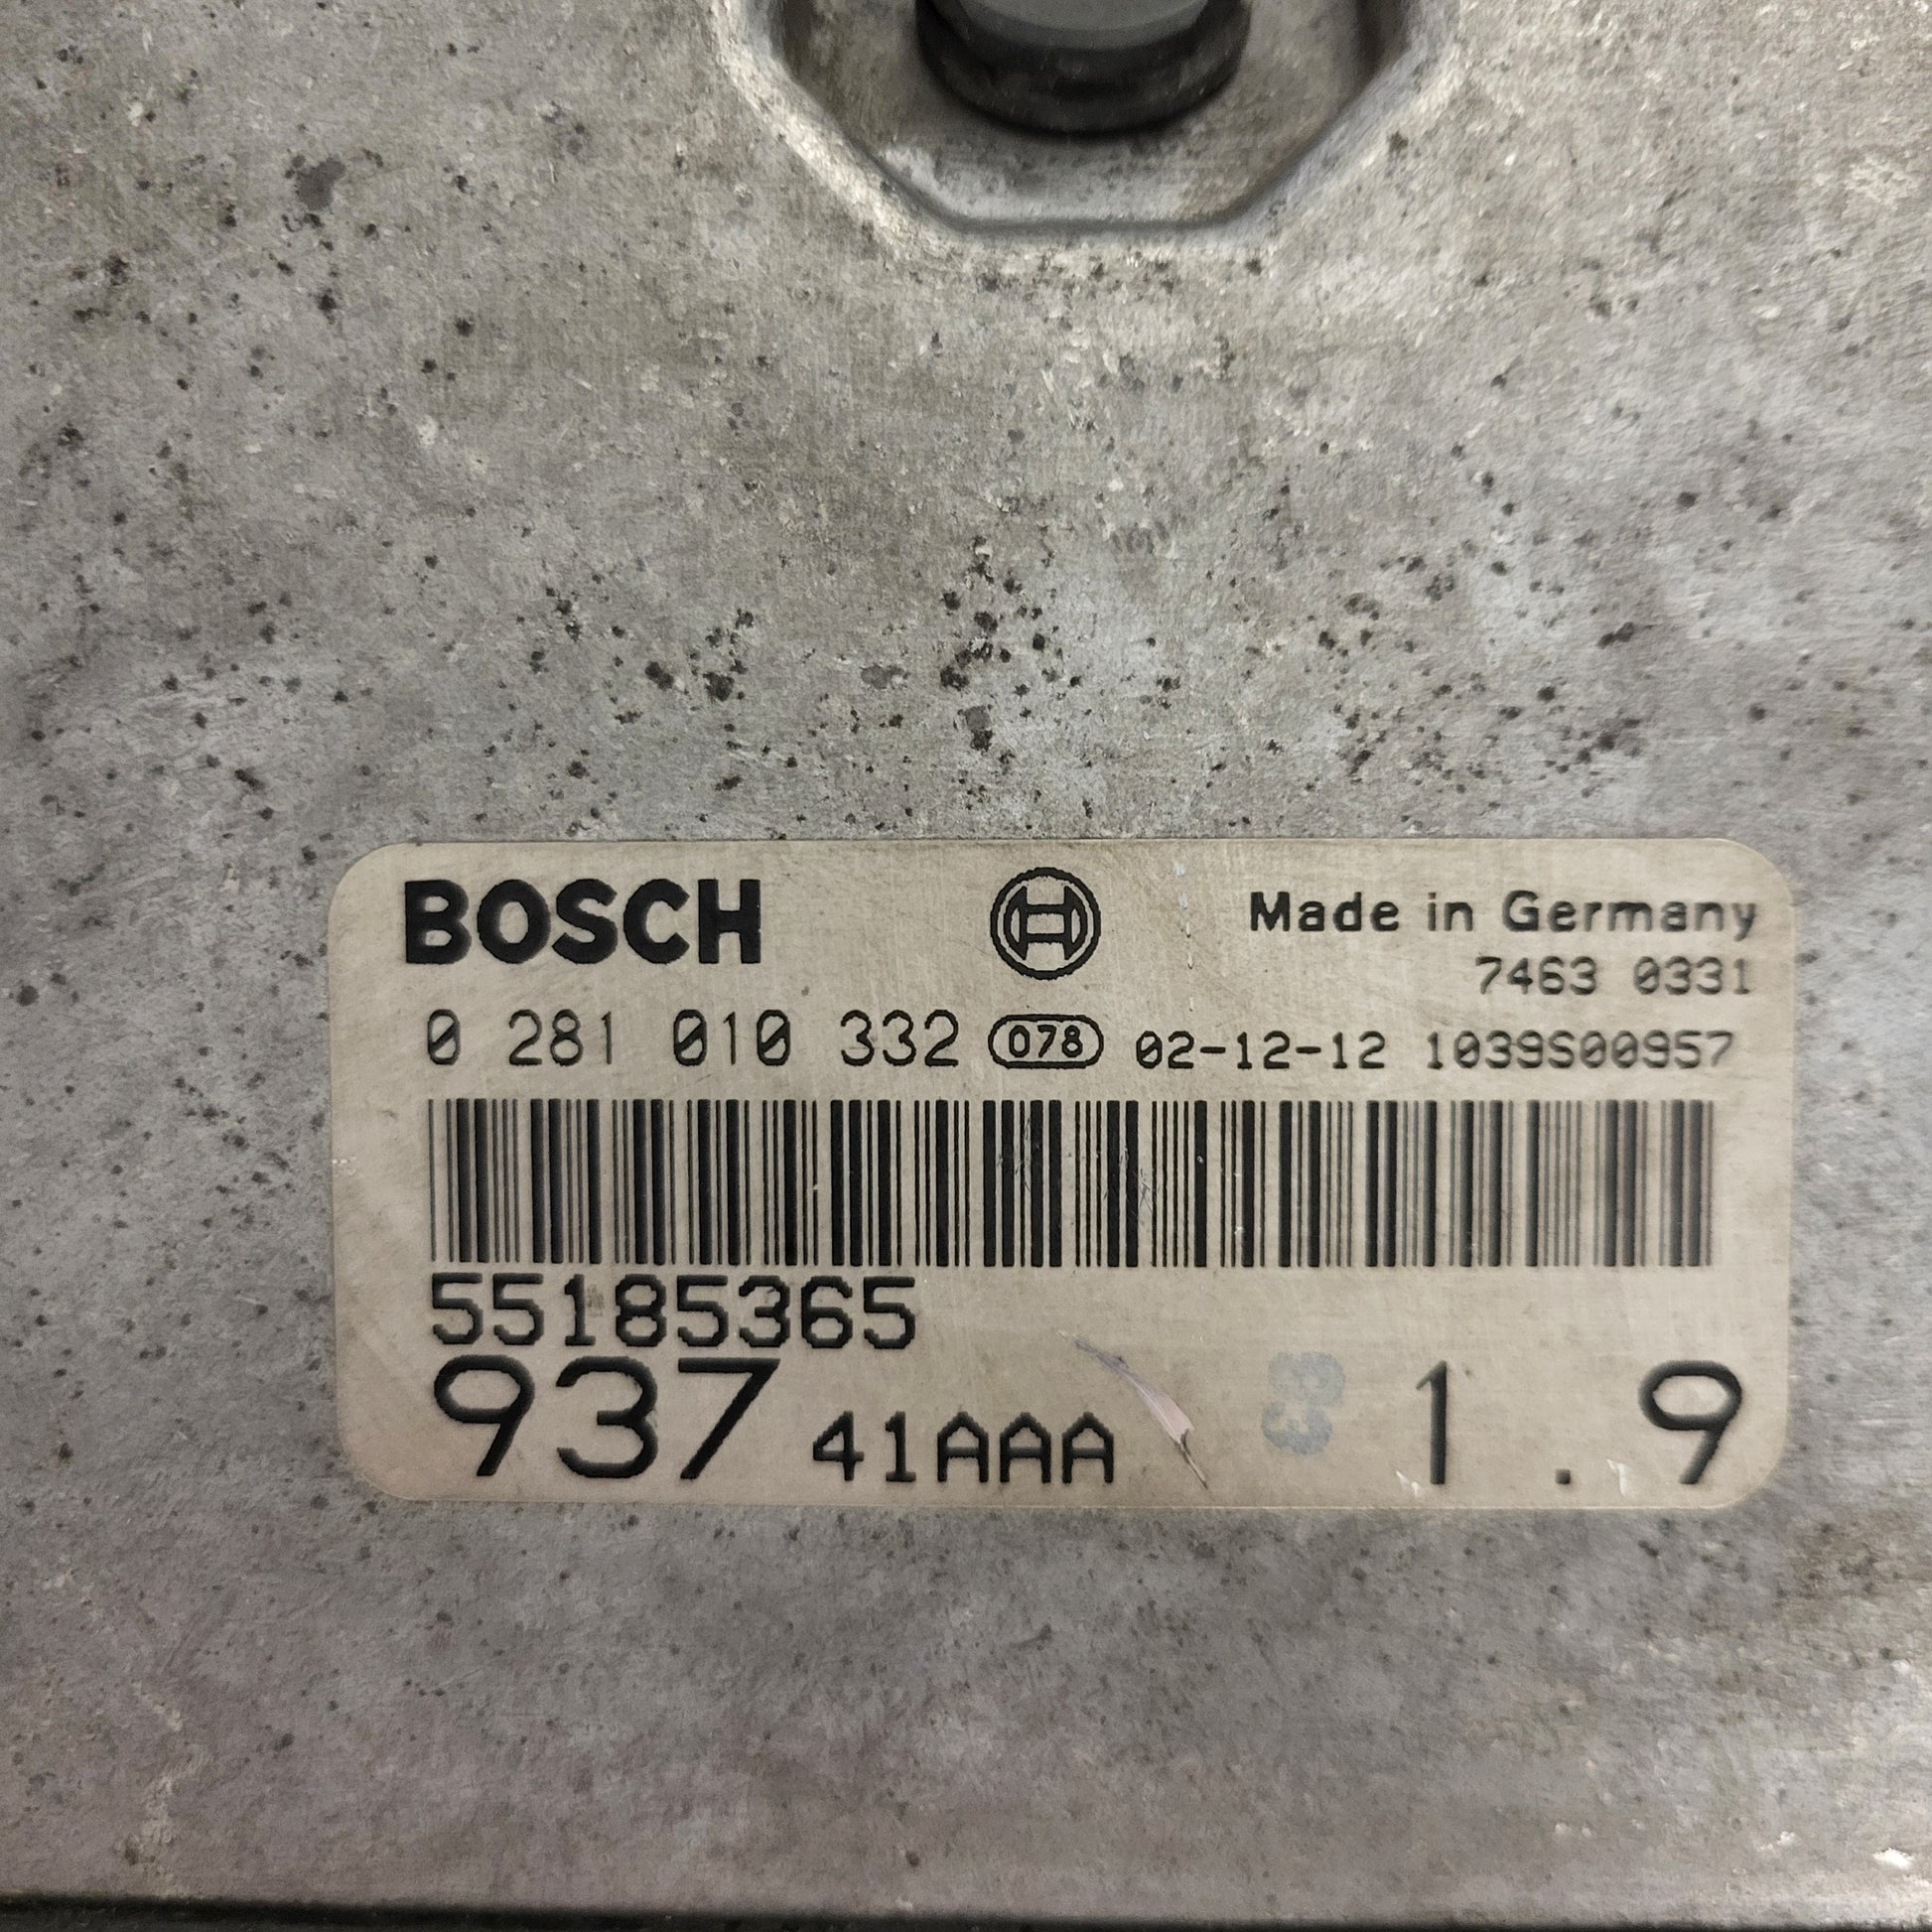 BOSCH
Made in Germany
7463 0331
0 281 010 332 078 02-12-12 1039S00957
55185365
937 41AAA 1.9